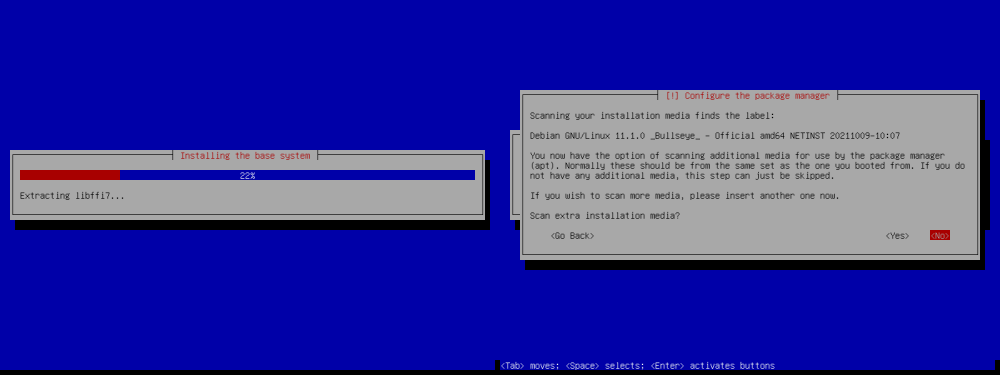 Installing the base system
22%
Extracting libffi7...
[!] Configure the package manager
Scanning your installation media finds the label:
Debian GNU/Linux 11.1.0 _Bullseye_ - Official amd64 NETINST 20211009-10:07
You now have the option of scanning additional media for use by the package manager
(apt). Normally these should be from the same set as the one you booted from. If you do
not have any additional media, this step can just be skipped.
If you wish to scan more media, please insert another one now.
Scan extra installation media?
<Go Back> <Yes> <No>
<Tab> moves; <Space> selects; <Enter> activates buttons